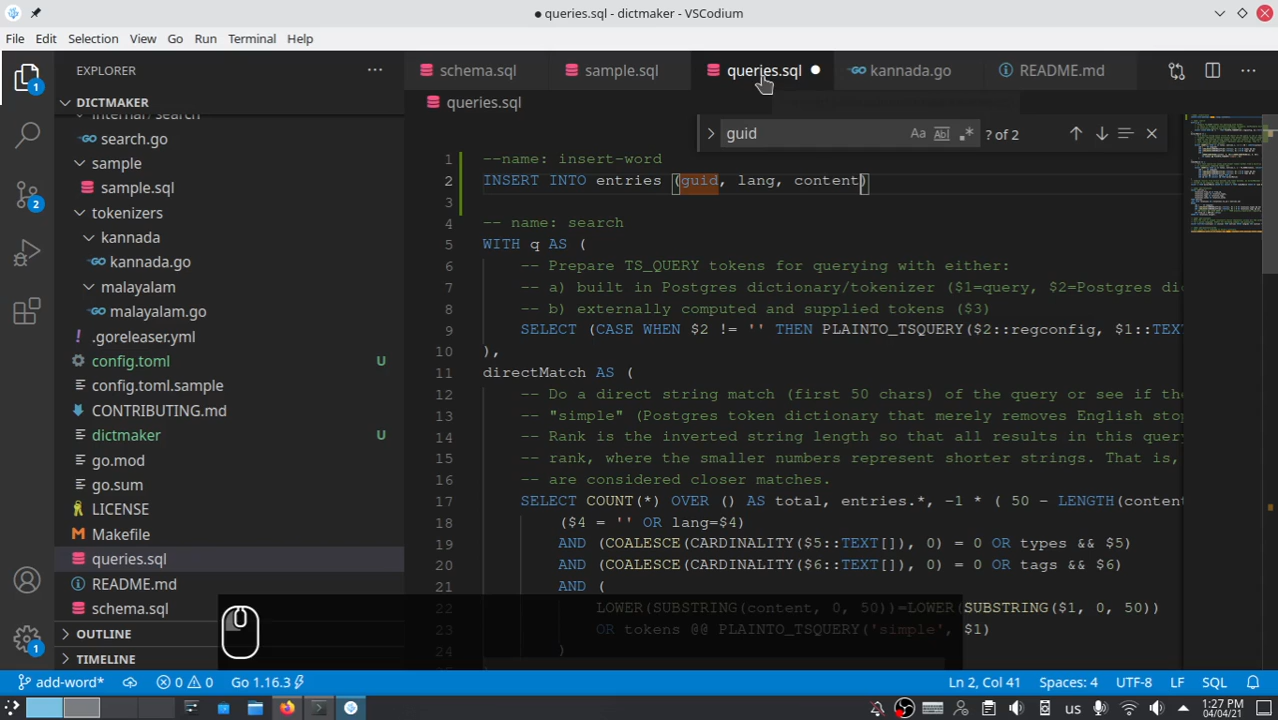 queries.sql - dictmaker - VSCodium
File Edit Selection View Go Run Terminal Help
EXPLORER
schema.sql
sample.sql
queries.sql
kannada.go
README.md
DICTMAKER
internal/search
search.go
sample
sample.sql
tokenizers
kannada
kannada.go
malayalam
malayalam.go
.goreleaser.yml
config.toml U
config.toml.sample
CONTRIBUTING.md
dictmaker U
go.mod
go.sum
LICENSE
Makefile
queries.sql
README.md
schema.sql
OUTLINE
TIMELINE
1
2
1
queries.sql
guid Aa Abl ? of 2
1 --name: insert-word
2 INSERT INTO entries (guid, lang, content)
3
4 -- name: search
5 WITH q AS (
6 -- Prepare TS_QUERY tokens for querying with either:
7 -- a) built in Postgres dictionary/tokenizer ($1=query, $2=Postgres dic
8 -- b) externally computed and supplied tokens ($3)
9 SELECT (CASE WHEN $2 != '' THEN PLAINTO_TSQUERY($2::regconfig, $1::TEXT
10 ),
11 directMatch AS (
12 -- Do a direct string match (first 50 chars) of the query or see if the
13 -- "simple" (Postgres token dictionary that merely removes English stop
14 -- Rank is the inverted string length so that all results in this query
15 -- rank, where the smaller numbers represent shorter strings. That is,
16 -- are considered closer matches.
17 SELECT COUNT(*) OVER () AS total, entries.*, -1 * ( 50 - LENGTH(content
18 ($4 = '' OR lang=$4)
19 AND (COALESCE(CARDINALITY($5::TEXT[]), 0) = 0 OR types && $5)
20 AND (COALESCE(CARDINALITY($6::TEXT[]), 0) = 0 OR tags && $6)
21 AND (
22 LOWER(SUBSTRING(content, 0, 50))=LOWER(SUBSTRING($1, 0, 50))
23 OR tokens @@ PLAINTO_TSQUERY('simple', $1)
24 )
add-word* 0 0 Go 1.16.3 Ln 2, Col 41 Spaces: 4 UTF-8 LF SQL
1:27 PM
04/04/21